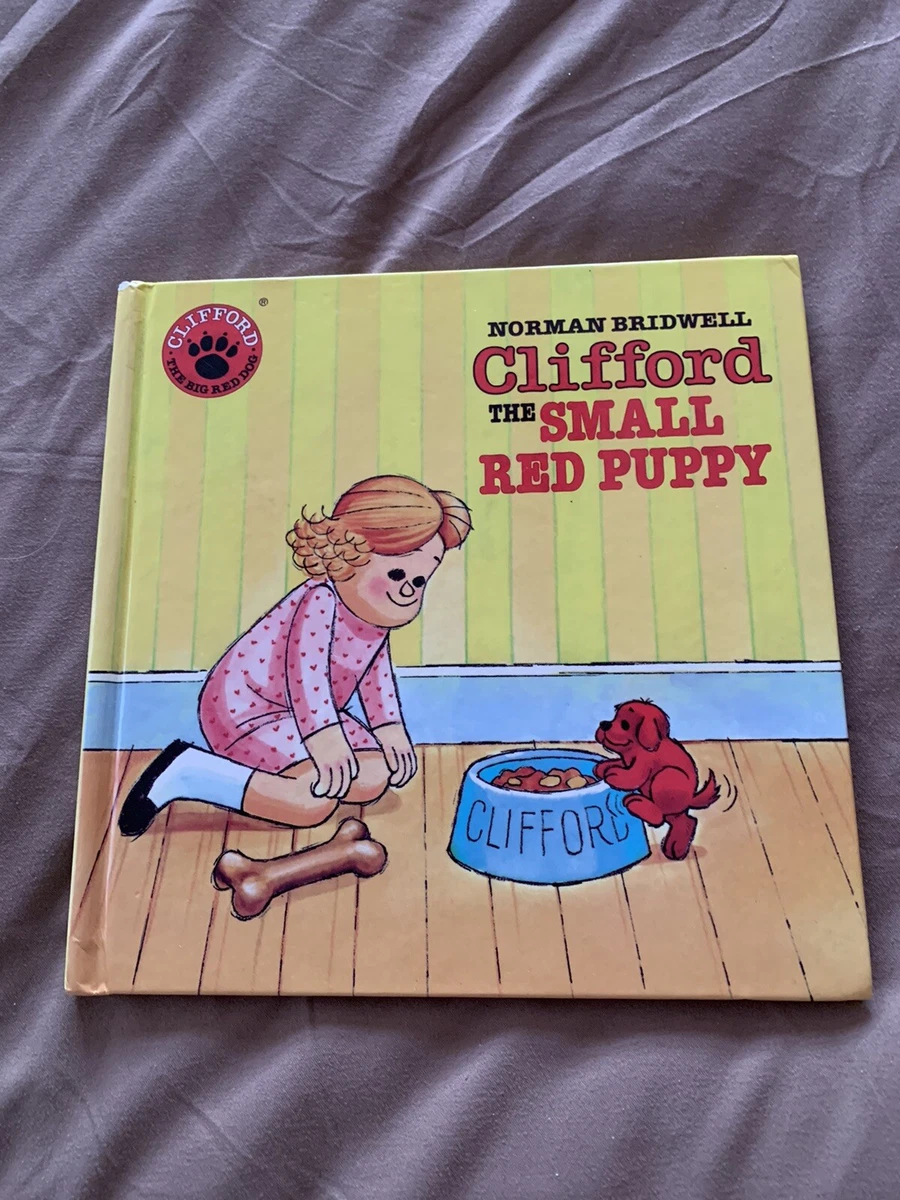 CLIFFORD
THE BIG RED DOG
®
NORMAN BRIDWELL
Clifford
THE SMALL
RED PUPPY
CLIFFORD